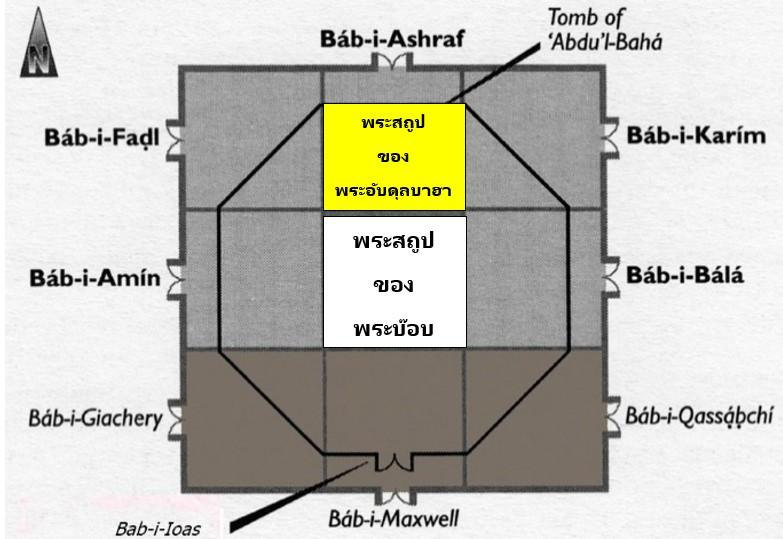 Tomb of
‘Abdu’l-Bahá
Báb-i-Ashraf
N
พระสถูป
ของ
พระอับดุลบาฮา
Báb-i-Faḍl
Báb-i-Karím
พระสถูป
ของ
พระบ๊อบ
Báb-i-Amín
Báb-i-Bálá
Báb-i-Giachery
Báb-i-Qaṣṣábchí
Báb-i-Maxwell
Bab-i-Ioas